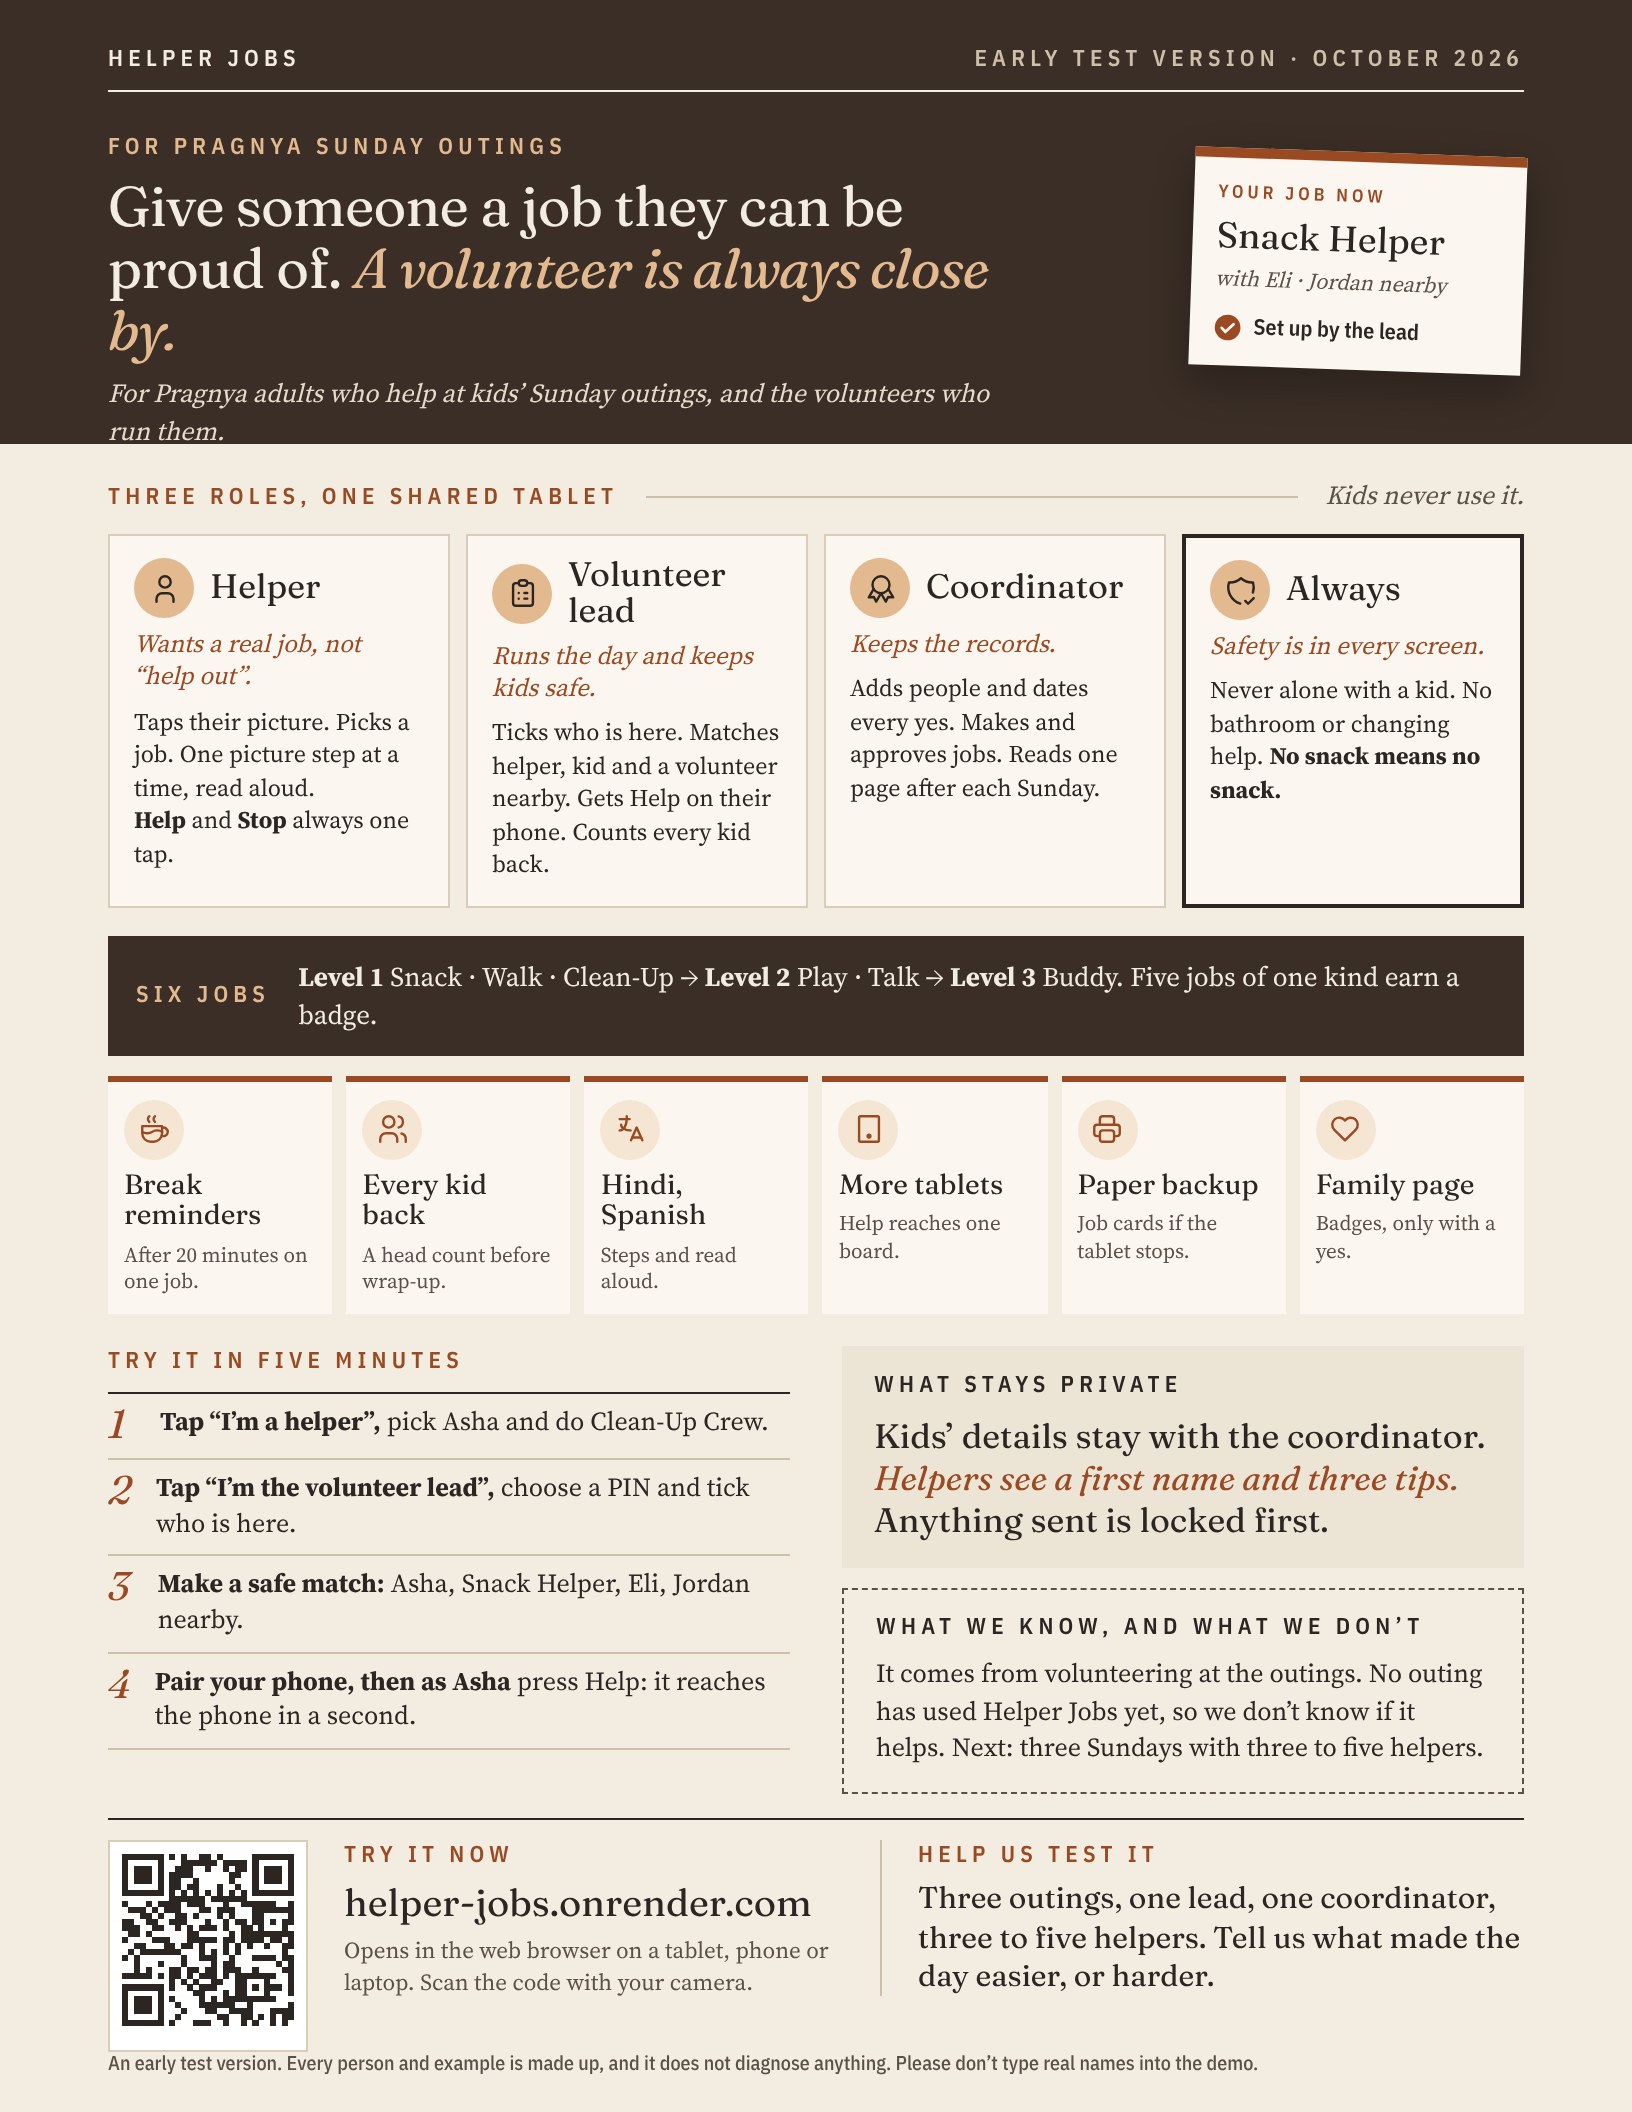 HELPER JOBS
EARLY TEST VERSION · OCTOBER 2026
FOR PRAGNYA SUNDAY OUTINGS
Give someone a job they can be
proud of. A volunteer is always close
by.
For Pragnya adults who help at kids’ Sunday outings, and the volunteers who
run them.
YOUR JOB NOW
Snack Helper
with Eli · Jordan nearby
Set up by the lead
THREE ROLES, ONE SHARED TABLET
Kids never use it.
Helper
Wants a real job, not
“help out”.
Taps their picture. Picks a
job. One picture step at a
time, read aloud.
Help and Stop always one
tap.
Volunteer
lead
Runs the day and keeps
kids safe.
Ticks who is here. Matches
helper, kid and a volunteer
nearby. Gets Help on their
phone. Counts every kid
back.
Coordinator
Keeps the records.
Adds people and dates
every yes. Makes and
approves jobs. Reads one
page after each Sunday.
Always
Safety is in every screen.
Never alone with a kid. No
bathroom or changing
help. No snack means no
snack.
SIX JOBS
Level 1 Snack · Walk · Clean-Up → Level 2 Play · Talk → Level 3 Buddy. Five jobs of one kind earn a
badge.
Break
reminders
After 20 minutes on
one job.
Every kid
back
A head count before
wrap-up.
Hindi,
Spanish
Steps and read
aloud.
More tablets
Help reaches one
board.
Paper backup
Job cards if the
tablet stops.
Family page
Badges, only with a
yes.
TRY IT IN FIVE MINUTES
1 Tap “I’m a helper”, pick Asha and do Clean-Up Crew.
2 Tap “I’m the volunteer lead”, choose a PIN and tick
who is here.
3 Make a safe match: Asha, Snack Helper, Eli, Jordan
nearby.
4 Pair your phone, then as Asha press Help: it reaches
the phone in a second.
WHAT STAYS PRIVATE
Kids’ details stay with the coordinator.
Helpers see a first name and three tips.
Anything sent is locked first.
WHAT WE KNOW, AND WHAT WE DON’T
It comes from volunteering at the outings. No outing
has used Helper Jobs yet, so we don’t know if it
helps. Next: three Sundays with three to five helpers.
TRY IT NOW
helper-jobs.onrender.com
Opens in the web browser on a tablet, phone or
laptop. Scan the code with your camera.
HELP US TEST IT
Three outings, one lead, one coordinator,
three to five helpers. Tell us what made the
day easier, or harder.
An early test version. Every person and example is made up, and it does not diagnose anything. Please don’t type real names into the demo.